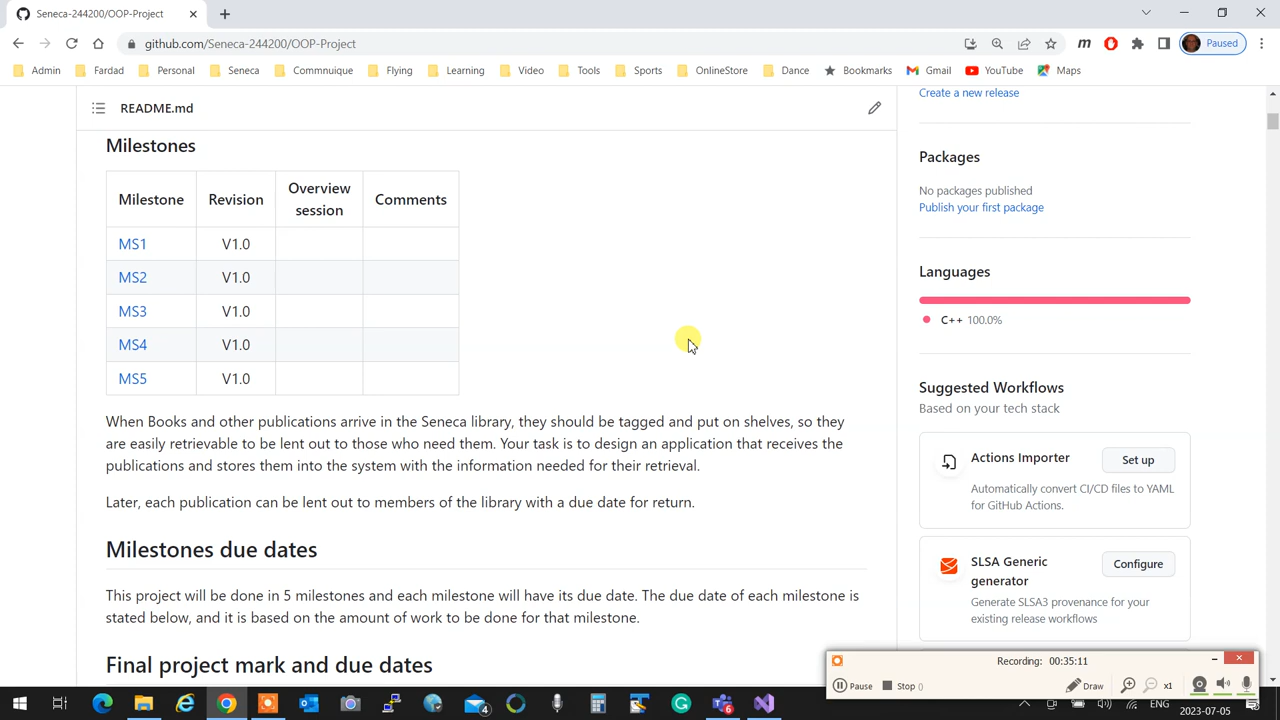 Seneca-244200/OOP-Project
github.com/Seneca-244200/OOP-Project
m
Paused
Admin
Fardad
Personal
Seneca
Commnuique
Flying
Learning
Video
Tools
Sports
OnlineStore
Dance
Bookmarks
Gmail
YouTube
Maps
README.md
Milestones
Milestone Revision Overview session Comments
MS1 V1.0
MS2 V1.0
MS3 V1.0
MS4 V1.0
MS5 V1.0
When Books and other publications arrive in the Seneca library, they should be tagged and put on shelves, so they
are easily retrievable to be lent out to those who need them. Your task is to design an application that receives the
publications and stores them into the system with the information needed for their retrieval.
Later, each publication can be lent out to members of the library with a due date for return.
Milestones due dates
This project will be done in 5 milestones and each milestone will have its due date. The due date of each milestone is
stated below, and it is based on the amount of work to be done for that milestone.
Final project mark and due dates
Create a new release
Packages
No packages published
Publish your first package
Languages
C++ 100.0%
Suggested Workflows
Based on your tech stack
Actions Importer
Set up
Automatically convert CI/CD files to YAML
for GitHub Actions.
SLSA Generic
generator
Configure
Generate SLSA3 provenance for your
existing release workflows
Recording: 00:35:11
Pause
Stop ()
Draw
x1
4
6
ENG
2023-07-05